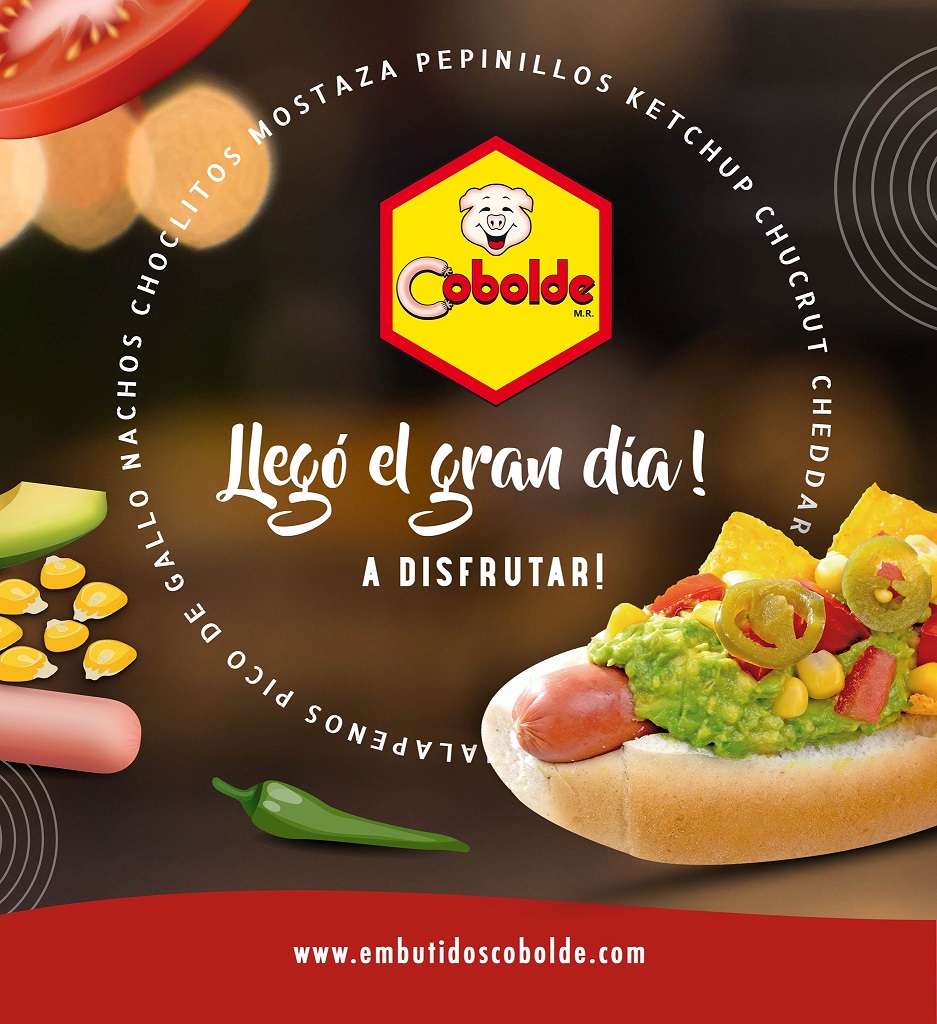 MOSTAZA PEPINILLOS KETCHUP CHUCRUT CHEDDAR
ALAPENOS PICO DE GALLO NACHOS CHOCLITOS
Cobolde
M.R.
Llegó el gran día!
A DISFRUTAR!
www.embutidoscobolde.com